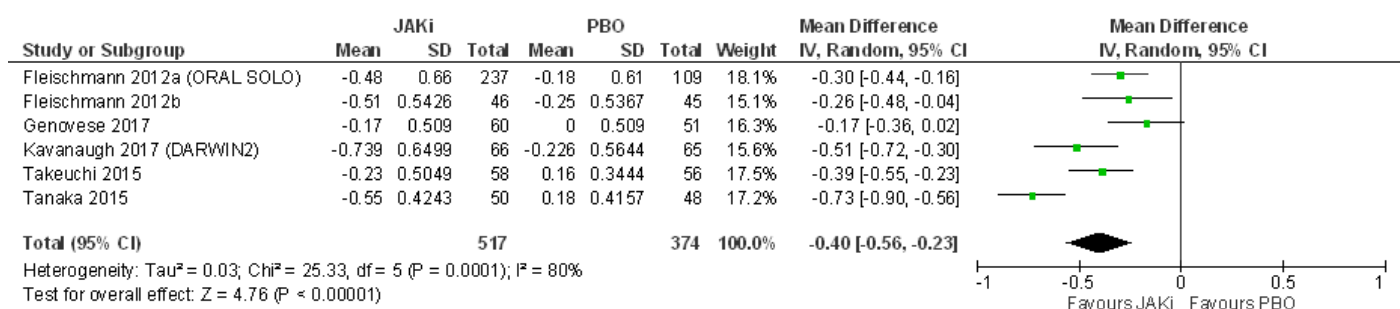 JAKi PBO Mean Difference Mean Difference
Study or Subgroup Mean SD Total Mean SD Total Weight IV, Random, 95% CI IV, Random, 95% CI
Fleischmann 2012a (ORAL SOLO) -0.48 0.66 237 -0.18 0.61 109 18.1% -0.30 [-0.44, -0.16]
Fleischmann 2012b -0.51 0.5426 46 -0.25 0.5367 45 15.1% -0.26 [-0.48, -0.04]
Genovese 2017 -0.17 0.509 60 0 0.509 51 16.3% -0.17 [-0.36, 0.02]
Kavanaugh 2017 (DARWIN2) -0.739 0.6499 66 -0.226 0.5644 65 15.6% -0.51 [-0.72, -0.30]
Takeuchi 2015 -0.23 0.5049 58 0.16 0.3444 56 17.5% -0.39 [-0.55, -0.23]
Tanaka 2015 -0.55 0.4243 50 0.18 0.4157 48 17.2% -0.73 [-0.90, -0.56]
Total (95% CI) 517 374 100.0% -0.40 [-0.56, -0.23]
Heterogeneity: Tau² = 0.03; Chi² = 25.33, df = 5 (P = 0.0001); I² = 80%
Test for overall effect: Z = 4.76 (P < 0.00001)
-1 -0.5 0 0.5 1
Favours JAKi Favours PBO